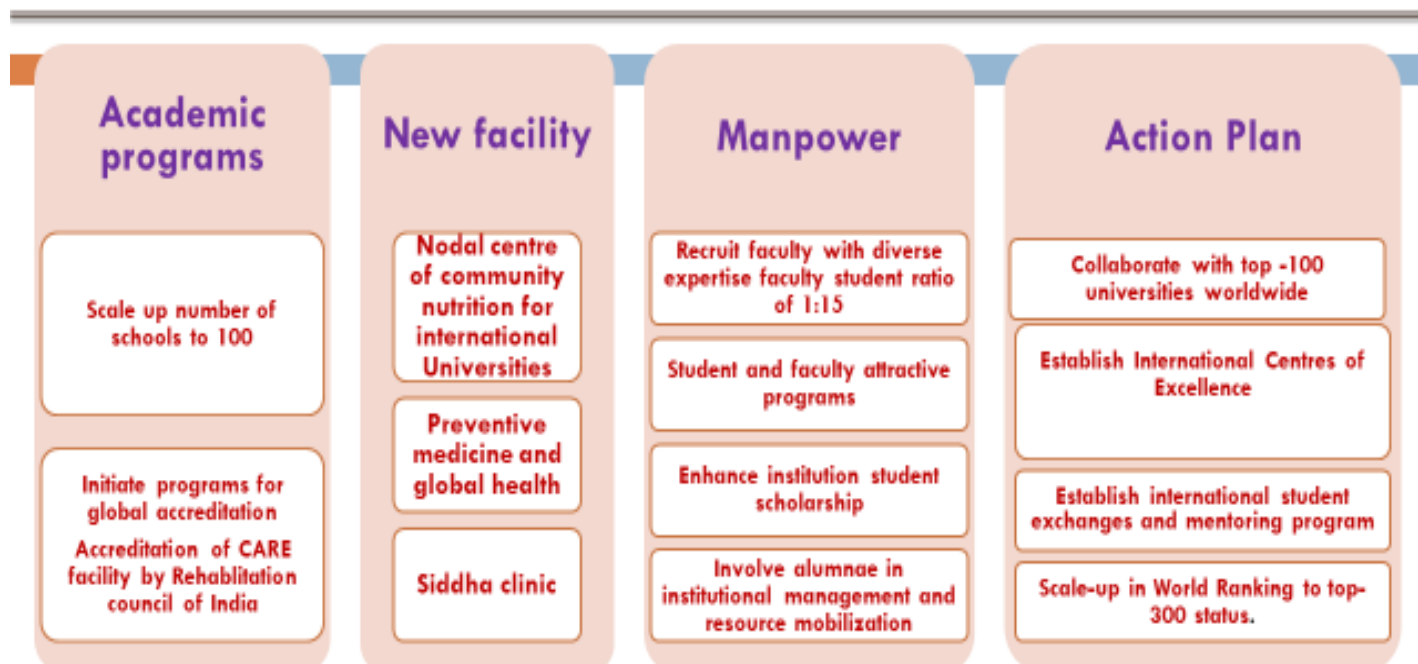 Academic
programs
Scale up number of
schools to 100
Initiate programs for
global accreditation
Accreditation of CARE
facility by Rehablitation
council of India
New facility
Nodal centre
of community
nutrition for
international
Universities
Preventive
medicine and
global health
Siddha clinic
Manpower
Recruit faculty with diverse
expertise faculty student ratio
of 1:15
Student and faculty attractive
programs
Enhance institution student
scholarship
Involve alumnae in
institutional management and
resource mobilization
Action Plan
Collaborate with top -100
universities worldwide
Establish International Centres of
Excellence
Establish international student
exchanges and mentoring program
Scale-up in World Ranking to top-
300 status.